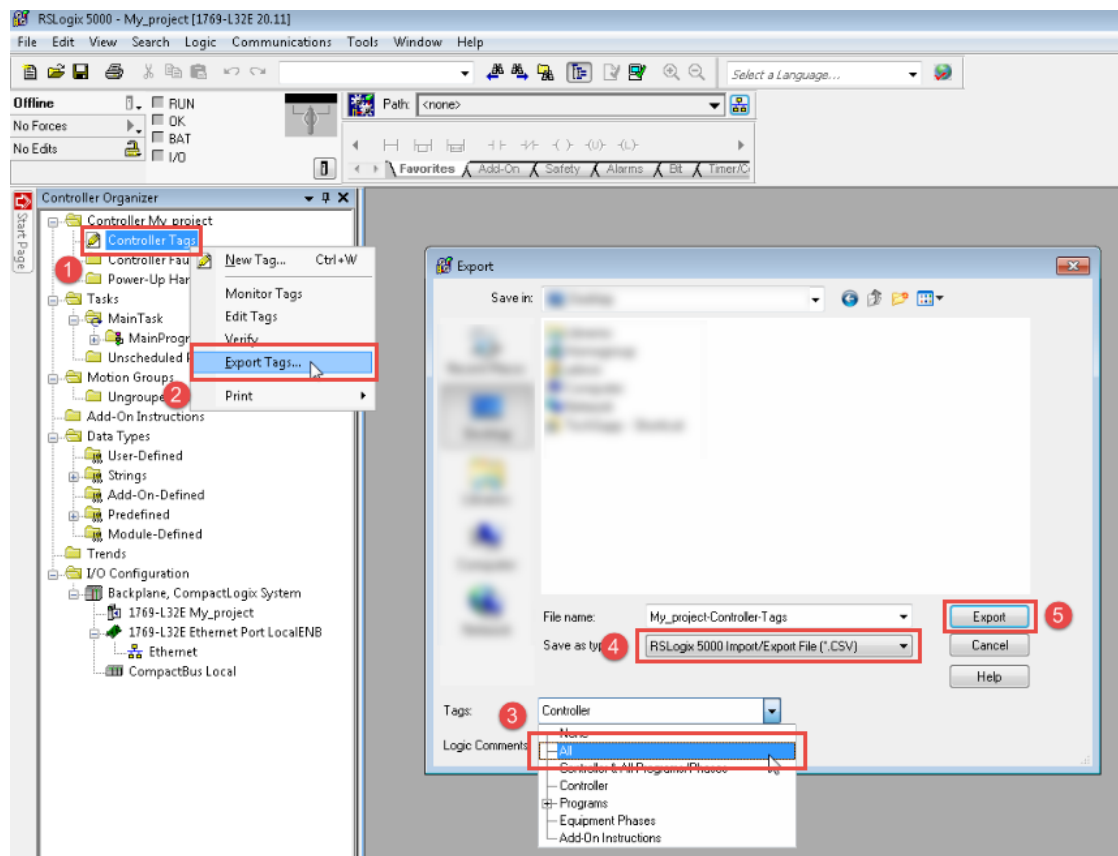 RSLogix 5000 - My_project [1769-L32E 20.11]
File Edit View Search Logic Communications Tools Window Help
Select a Language...
Offline RUN Path: <none>
No Forces OK
No Edits BAT
I/O
Favorites Add-On Safety Alarms Bit Timer/C
Start Page
Controller Organizer
Controller My_project
Controller Tags
1
Controller Fau
Power-Up Har
Tasks
MainTask
MainProgr
Unscheduled
Motion Groups
Ungroupe
Add-On Instructions
Data Types
User-Defined
Strings
Add-On-Defined
Predefined
Module-Defined
Trends
I/O Configuration
Backplane, CompactLogix System
1769-L32E My_project
1769-L32E Ethernet Port LocalENB
Ethernet
CompactBus Local
New Tag... Ctrl+W
Monitor Tags
Edit Tags
Verify
Export Tags...
2
Print
Export
Save in:
File name: My_project-Controller-Tags Export 5
Save as ty 4 RSLogix 5000 Import/Export File (*.CSV) Cancel
Help
Tags: 3 Controller
Logic Comments
None
All
Controller & All Programs/Phases
Controller
Programs
Equipment Phases
Add-On Instructions